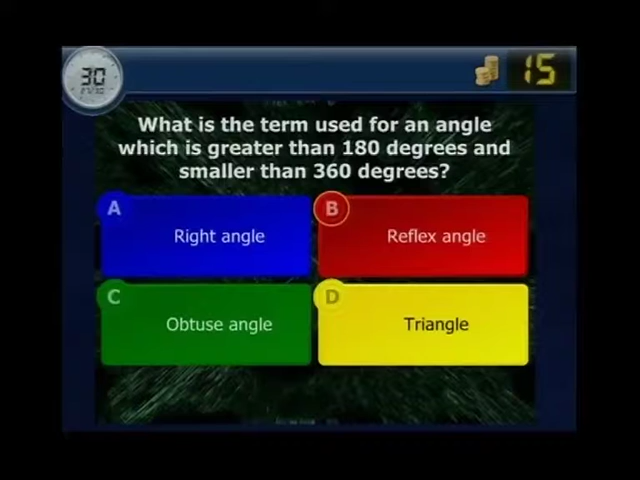 30
15
What is the term used for an angle
which is greater than 180 degrees and
smaller than 360 degrees?
A
Right angle
B
Reflex angle
C
Obtuse angle
D
Triangle